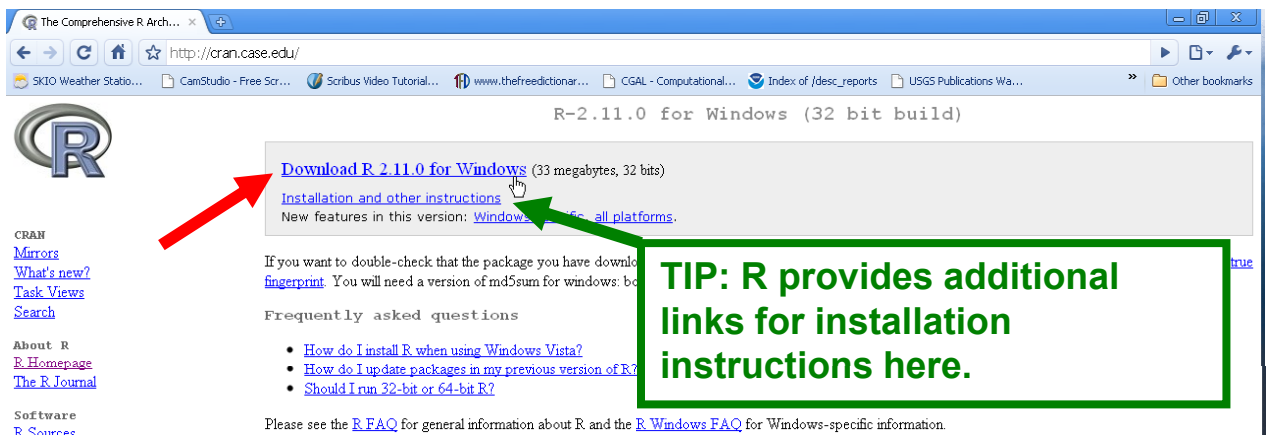 The Comprehensive R Arch...
http://cran.case.edu/
SKIO Weather Statio... CamStudio - Free Scr... Scribus Video Tutorial... www.thefreedictionar... CGAL - Computational... Index of /desc_reports USGS Publications Wa... » Other bookmarks
R
R-2.11.0 for Windows (32 bit build)
Download R 2.11.0 for Windows (33 megabytes, 32 bits)
Installation and other instructions
New features in this version: Windows all platforms.
CRAN
Mirrors
What's new?
Task Views
Search
About R
R Homepage
The R Journal
Software
R Sources
If you want to double-check that the package you have true
fingerprint. You will need a version of md5sum for windows:
Frequently asked questions
• How do I install R when using Windows Vista?
• How do I update packages in my previous version of R?
• Should I run 32-bit or 64-bit R?
Please see the R FAQ for general information about R and the R Windows FAQ for Windows-specific information.
TIP: R provides additional
links for installation
instructions here.